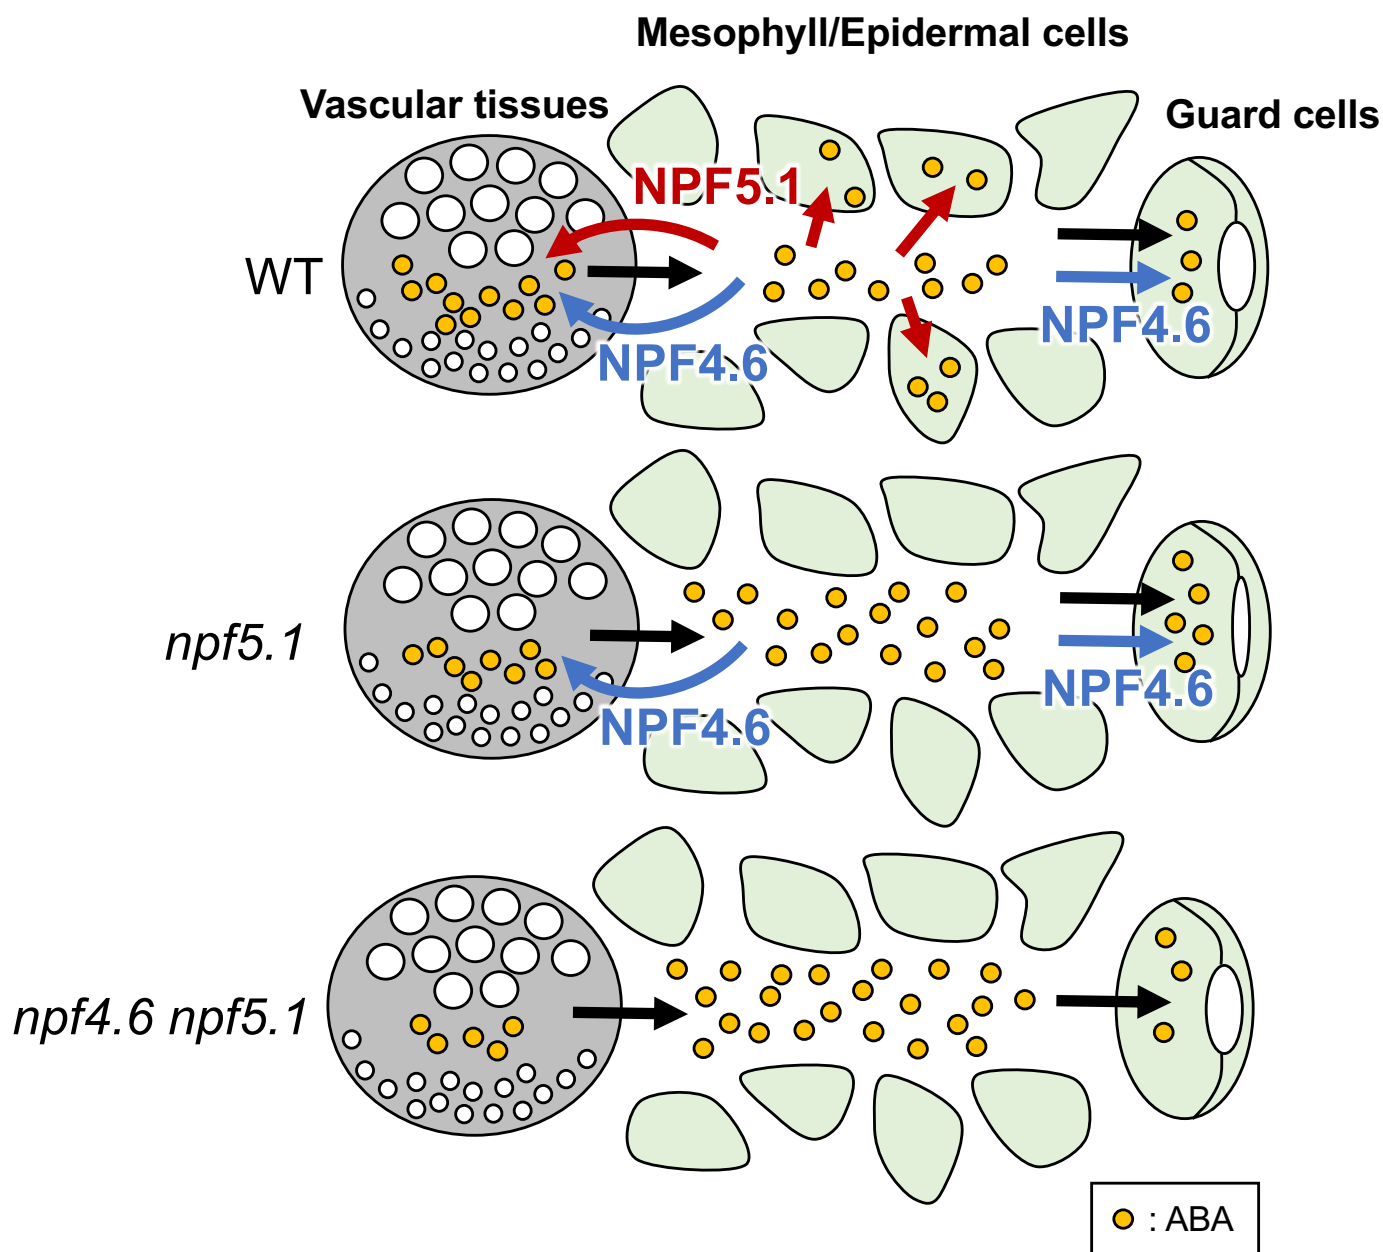 Mesophyll/Epidermal cells
Vascular tissues
Guard cells
NPF5.1
WT
NPF4.6
NPF4.6
npf5.1
NPF4.6
NPF4.6
npf4.6 npf5.1
: ABA